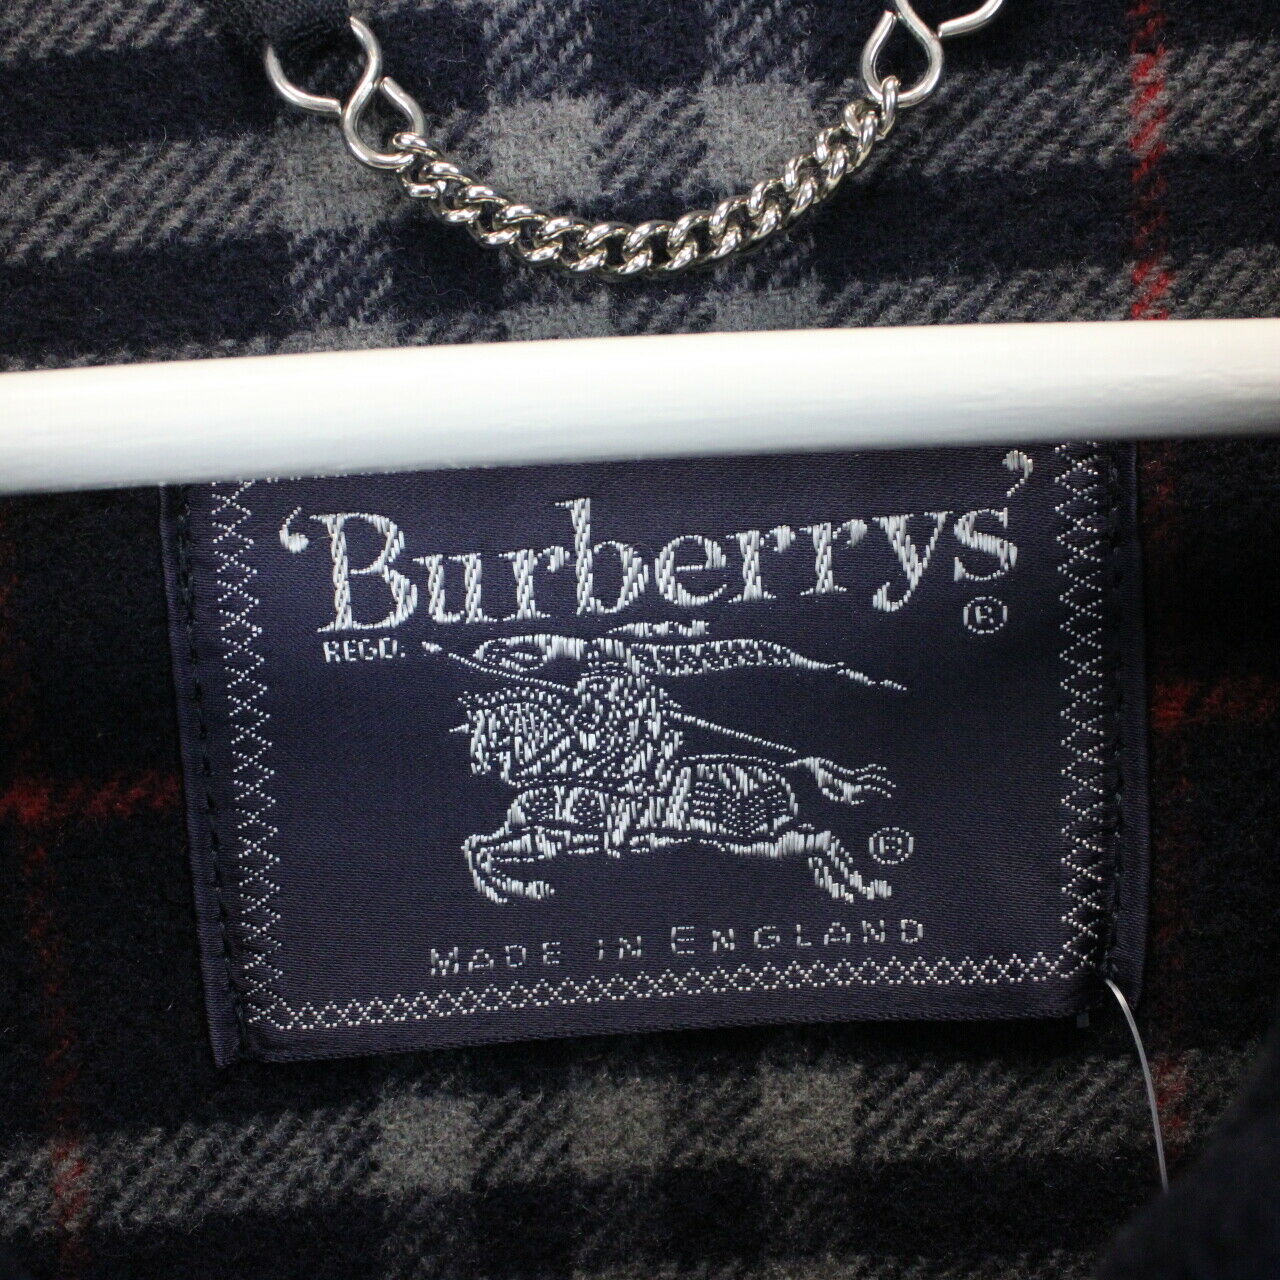 ‘Burberrys’
®
REGD.
®
MADE IN ENGLAND